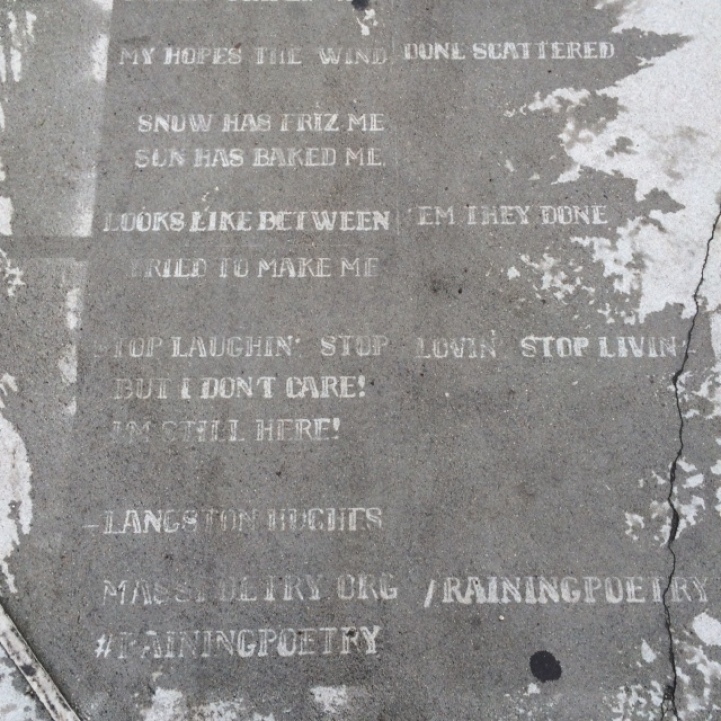 MY HOPES THE WIND DONE SCATTERED
SNOW HAS FRIZ ME
SUN HAS BAKED ME
LOOKS LIKE BETWEEN 'EM THEY DONE
TRIED TO MAKE ME
STOP LAUGHIN' STOP LOVIN' STOP LIVIN'
BUT I DON'T CARE!
I'M STILL HERE!
-LANGSTON HUGHES
MASSPOETRY.ORG /RAININGPOETRY
#RAININGPOETRY